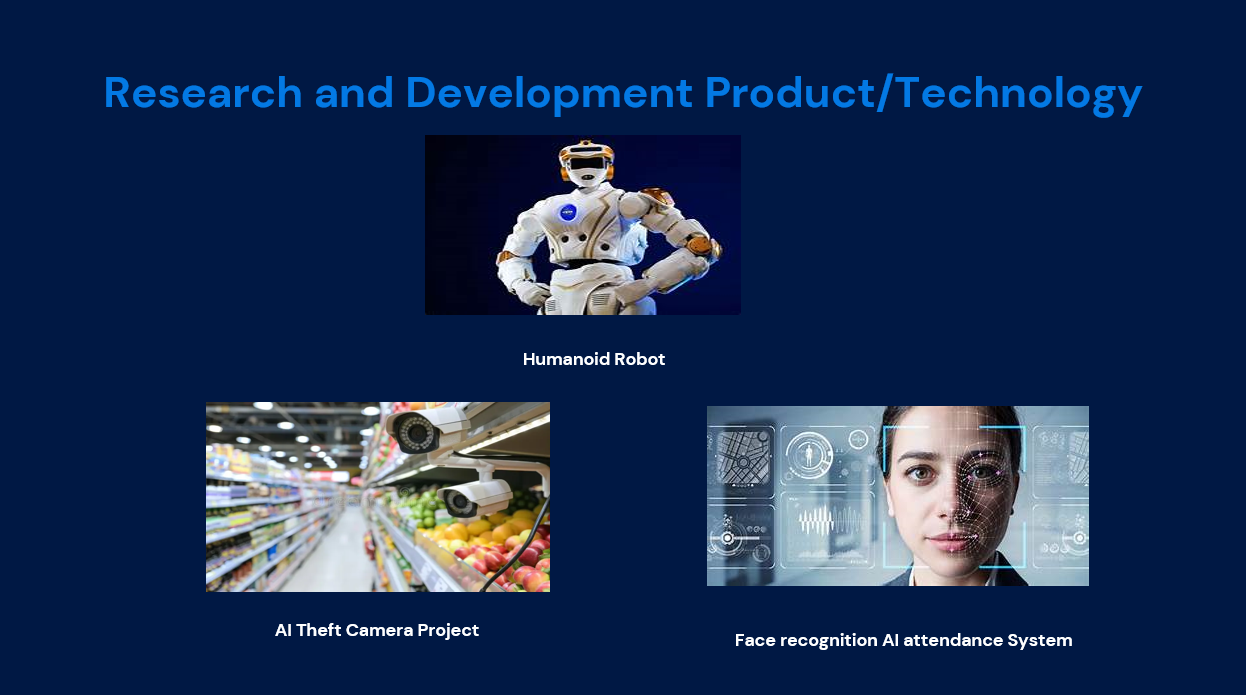 Research and Development Product/Technology
Humanoid Robot
AI Theft Camera Project
Face recognition AI attendance System